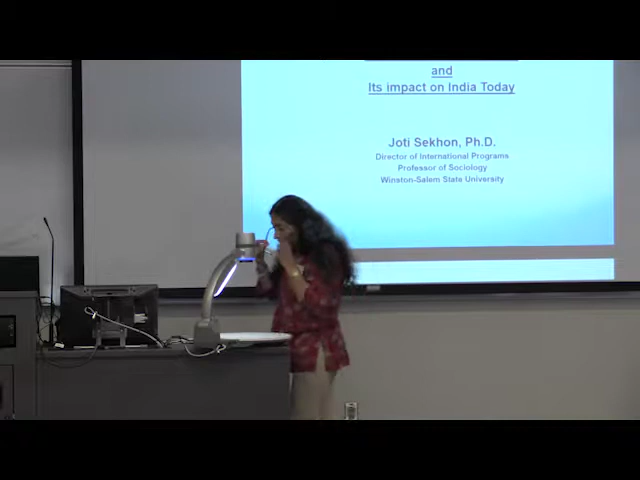 and
Its impact on India Today
Joti Sekhon, Ph.D.
Director of International Programs
Professor of Sociology
Winston-Salem State University